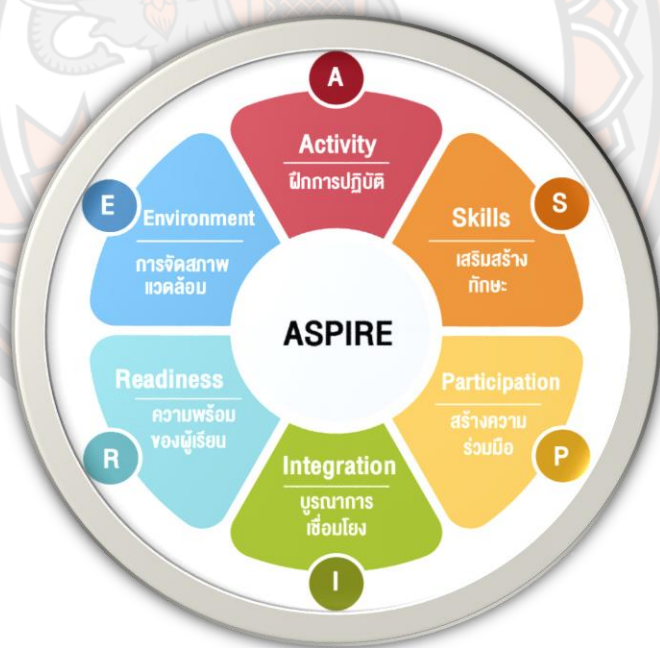 A
Activity
ฝึกการปฏิบัติ
S
Skills
เสริมสร้าง
ทักษะ
Participation
สร้างความ
ร่วมมือ
P
Integration
บูรณาการ
เชื่อมโยง
I
Readiness
ความพร้อม
ของผู้เรียน
R
E
Environment
การจัดสภาพ
แวดล้อม
ASPIRE